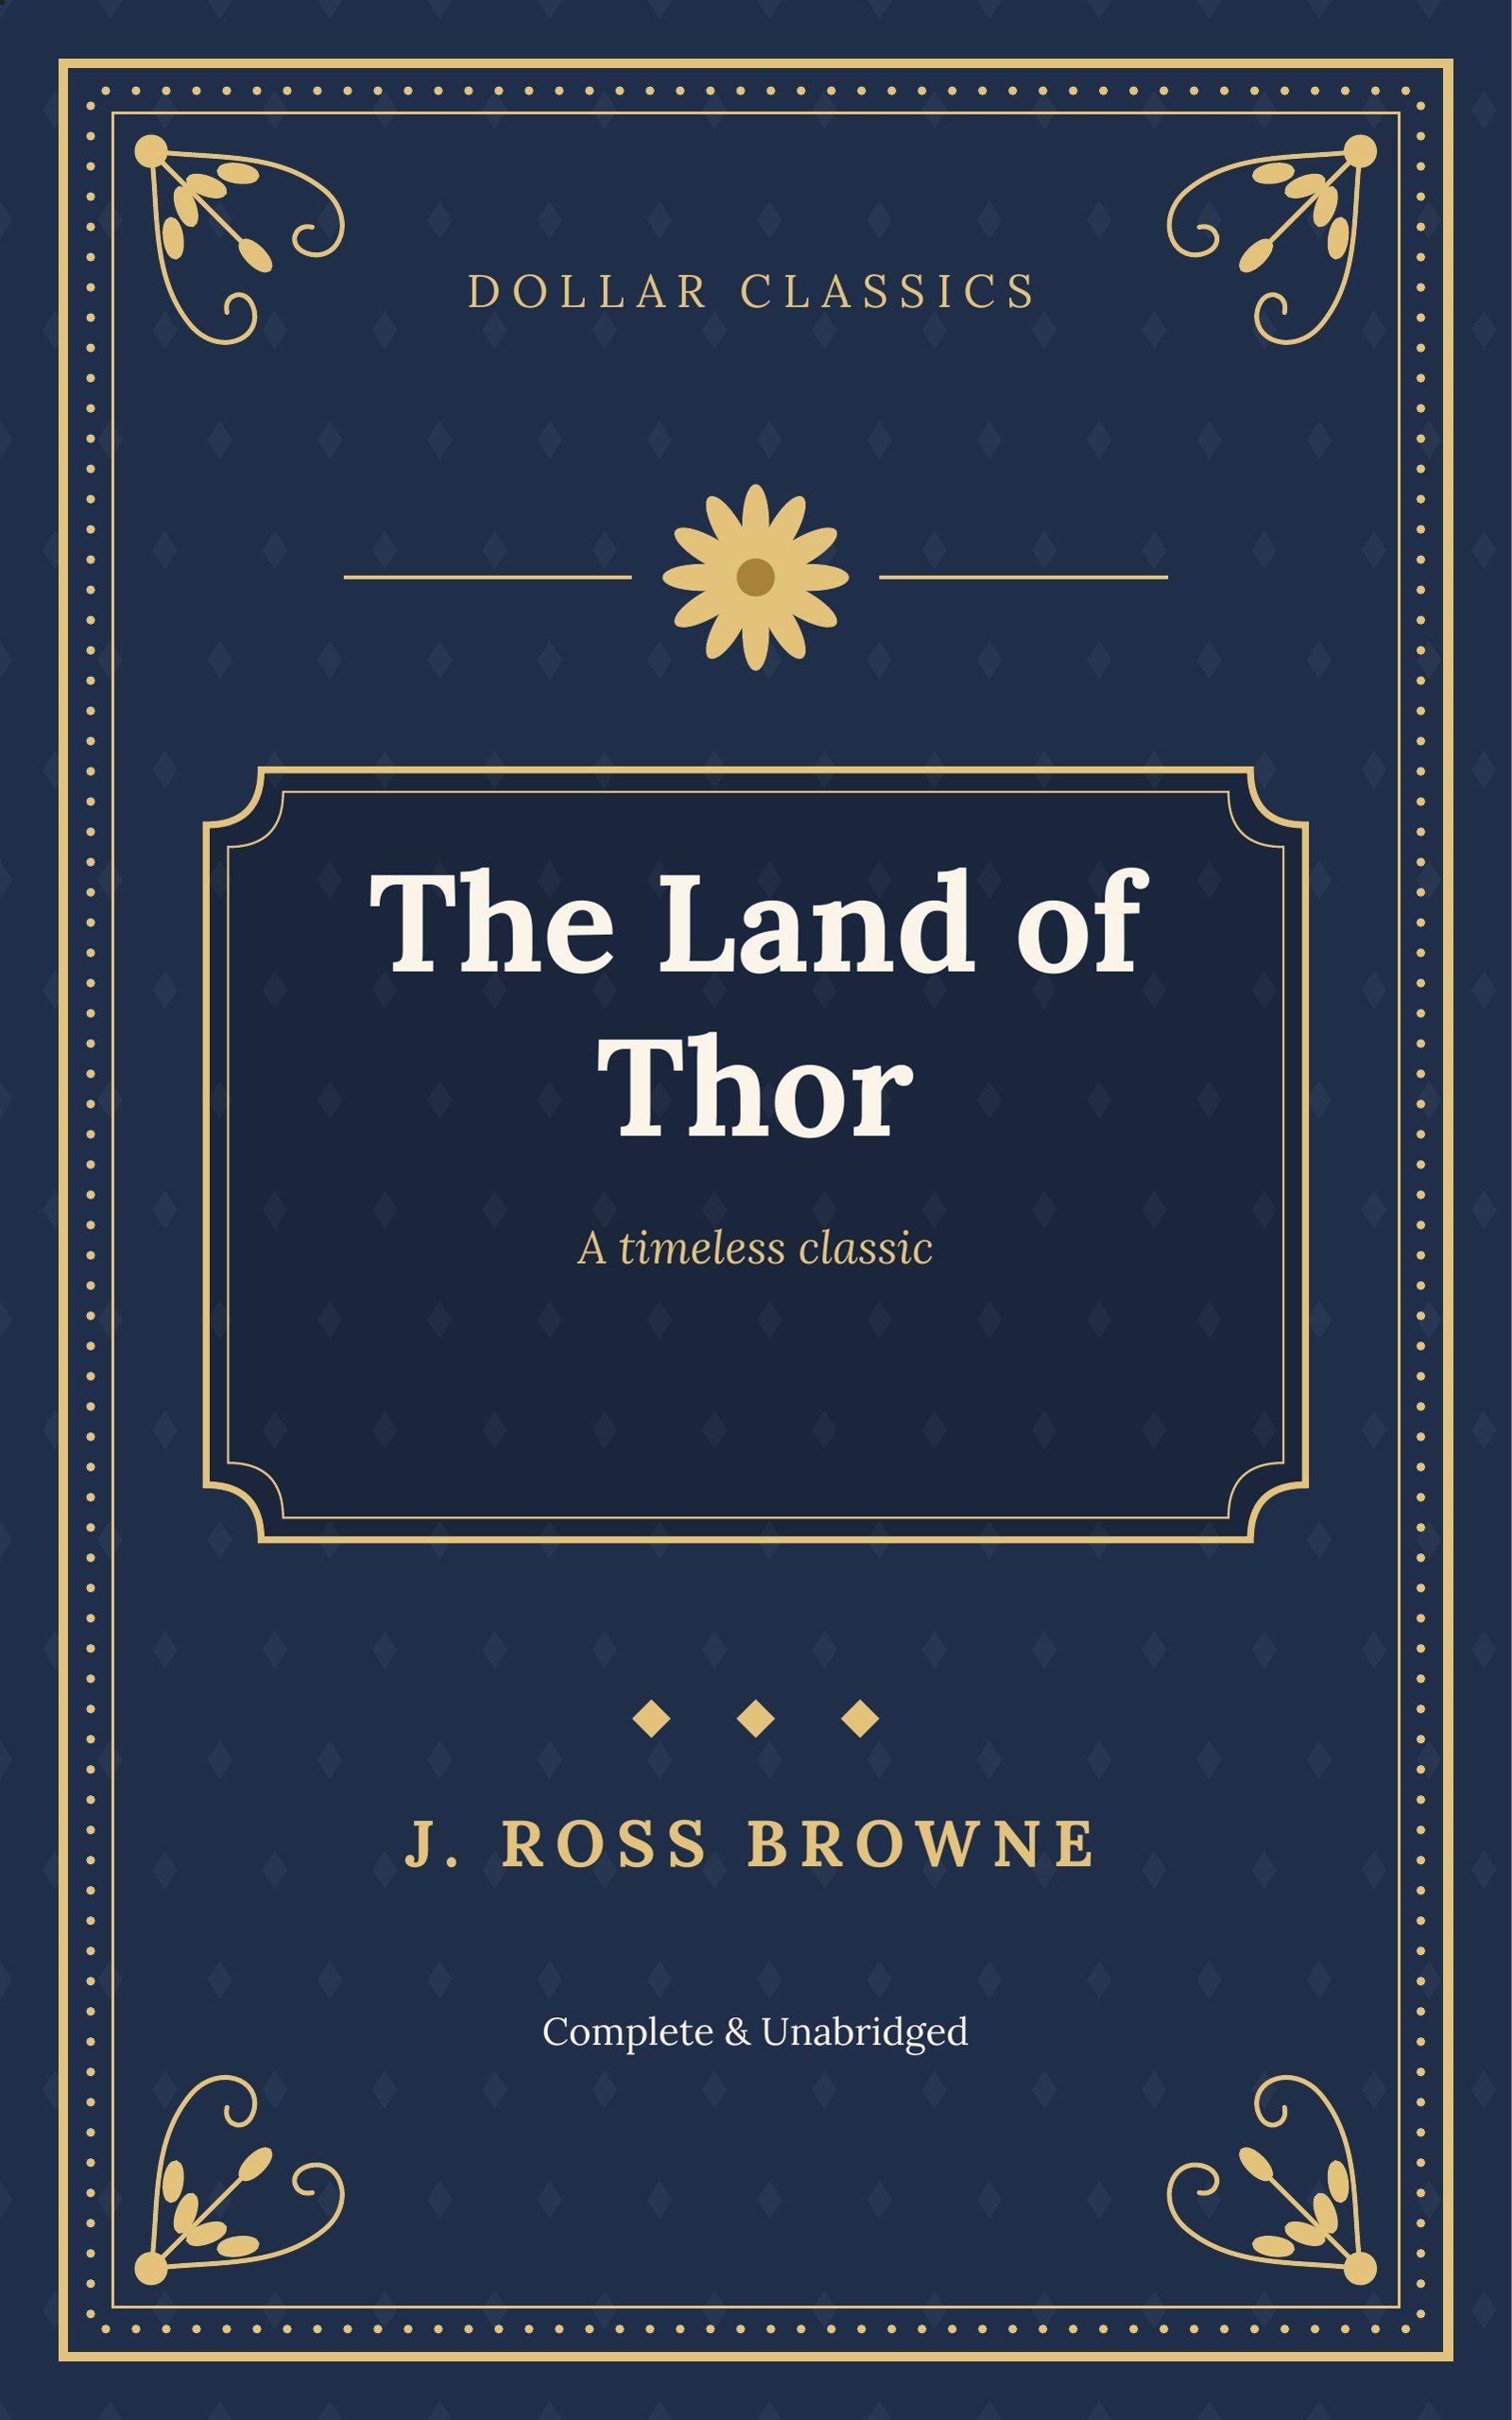 DOLLAR CLASSICS
The Land of
Thor
A timeless classic
J. ROSS BROWNE
Complete & Unabridged